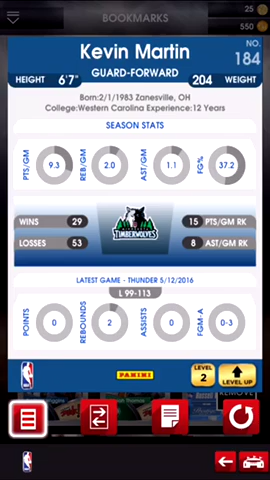 BOOKMARKS
25
550
Kevin Martin
NO.
184
GUARD-FORWARD
HEIGHT 6'7" 204 WEIGHT
Born:2/1/1983 Zanesville, OH
College:Western Carolina Experience:12 Years
SEASON STATS
PTS/GM 9.3 REB/GM 2.0 AST/GM 1.1 FG% 37.2
WINS 29
LOSSES 53
MINNESOTA
TIMBERWOLVES
15 PTS/GM RK
8 AST/GM RK
LATEST GAME - THUNDER 5/12/2016
L 99-113
POINTS 0 REBOUNDS 2 ASSISTS 0 FGM-A 0-3
PANINI
LEVEL
2
LEVEL UP
REMOVE